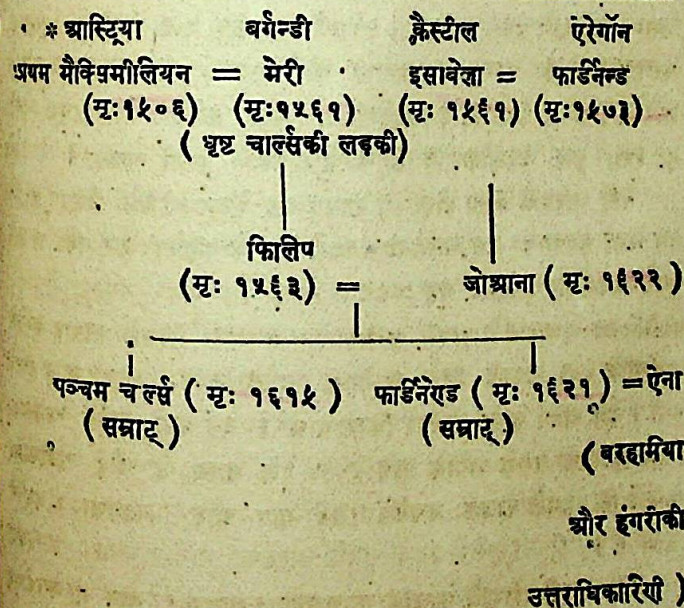 * आस्ट्रिया बर्गन्डी कैस्टील एरेगॉन
प्रथम मैक्सिमीलियन = मेरी इसाबेला = फार्डिनेन्ड
(मृः१५०६) (मृः१५६१) (मृः १५६१) (मृः१५७३)
( धृष्ट चार्ल्सकी लड़की)
फिलिप
(मृः १५६३) = जोआना ( मृः १६२२ )
पञ्चम चार्ल्स ( मृः १६१५ ) फार्डिनेण्ड ( मृः १६२१ ) = ऐना
( सम्राट् ) ( सम्राट् )
( बरहामिया
और हंगरीकी
उत्तराधिकारिणी )